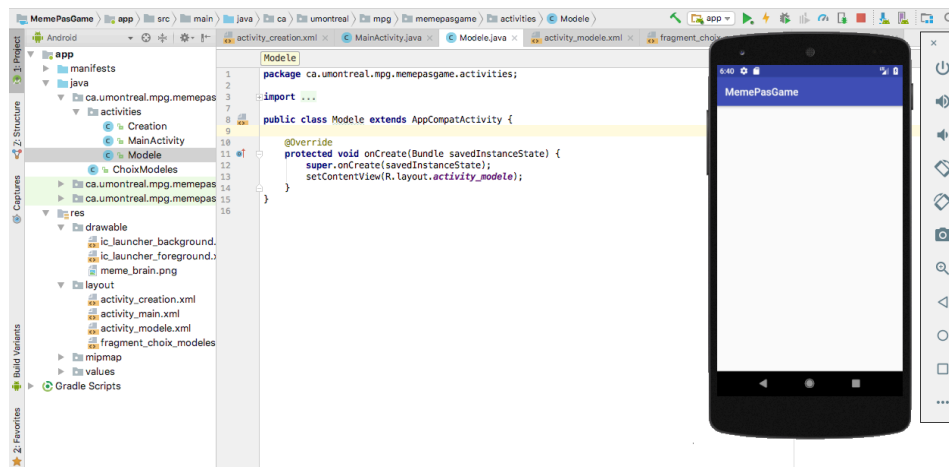 MemePasGame app src main java ca umontreal mpg memepasgame activities Modele app
Android activity_creation.xml MainActivity.java Modele.java activity_modele.xml
1: Project
Z: Structure
Captures
Build Variants
2: Favorites
app
manifests
java
ca.umontreal.mpg.memepas
activities
Creation
MainActivity
Modele
ChoixModeles
ca.umontreal.mpg.memepas
ca.umontreal.mpg.memepas
res
drawable
ic_launcher_background.
ic_launcher_foreground.
meme_brain.png
layout
activity_creation.xml
activity_main.xml
activity_modele.xml
fragment_choix_modeles
mipmap
values
Gradle Scripts
Modele
1 package ca.umontreal.mpg.memepasgame.activities;
2
3 import ...
7
8 public class Modele extends AppCompatActivity {
9
10 @Override
11 protected void onCreate(Bundle savedInstanceState) {
12 super.onCreate(savedInstanceState);
13 setContentView(R.layout.activity_modele);
14 }
15 }
16
6:40
MemePasGame